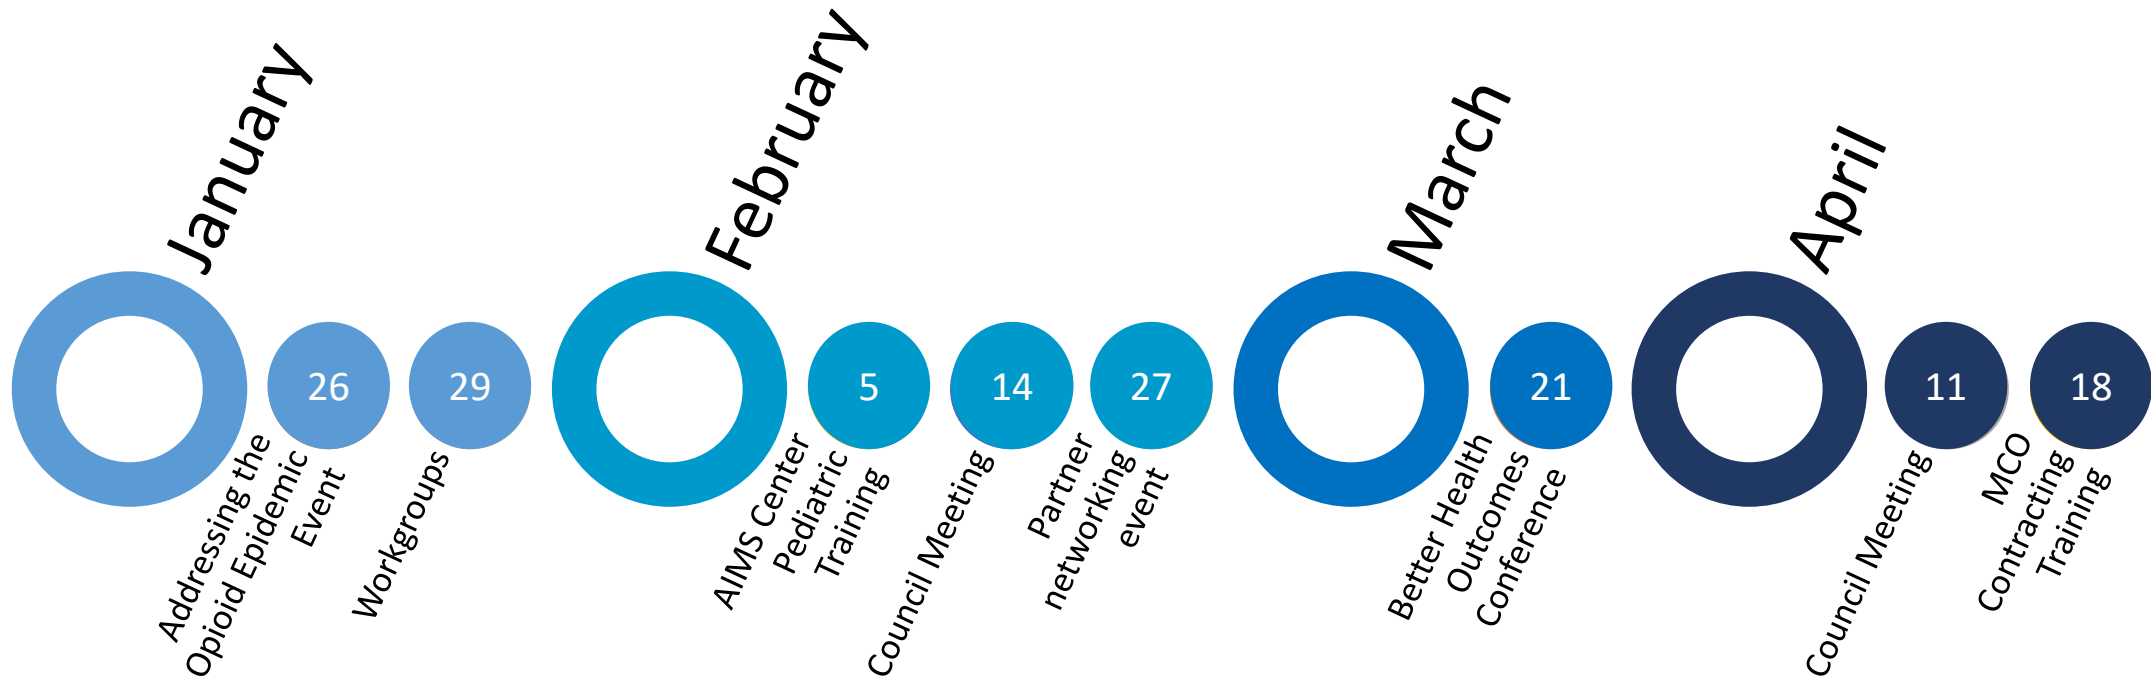 January
26
Addressing the
Opioid Epidemic
Event
29
Workgroups
February
5
AIMS Center
Pediatric
Training
14
Council Meeting
27
Partner
networking
event
March
21
Better Health
Outcomes
Conference
April
11
Council Meeting
18
MCO
Contracting
Training